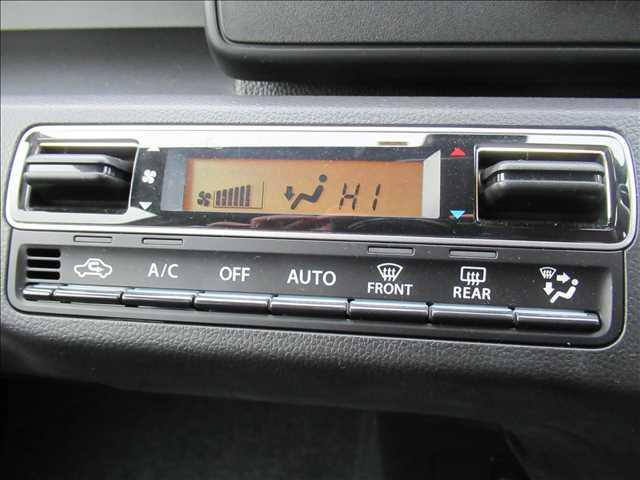 HI
A/C OFF AUTO FRONT REAR